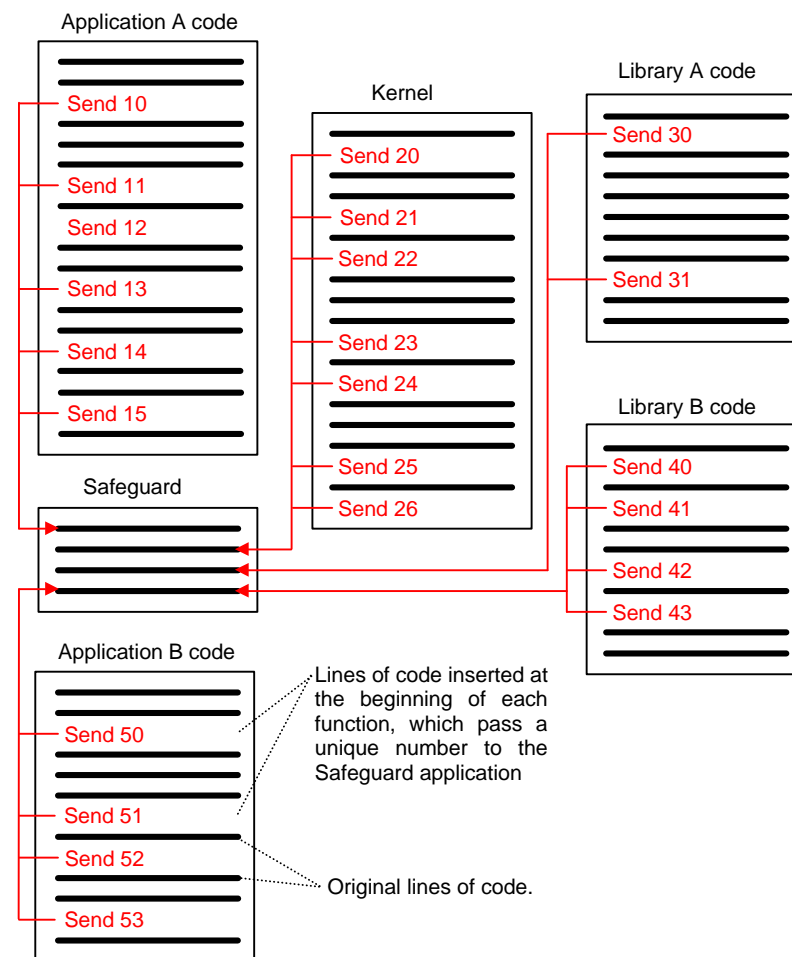 Application A code
Send 10
Send 11
Send 12
Send 13
Send 14
Send 15
Kernel
Send 20
Send 21
Send 22
Send 23
Send 24
Send 25
Send 26
Library A code
Send 30
Send 31
Library B code
Send 40
Send 41
Send 42
Send 43
Safeguard
Application B code
Send 50
Send 51
Send 52
Send 53
Lines of code inserted at
the beginning of each
function, which pass a
unique number to the
Safeguard application
Original lines of code.